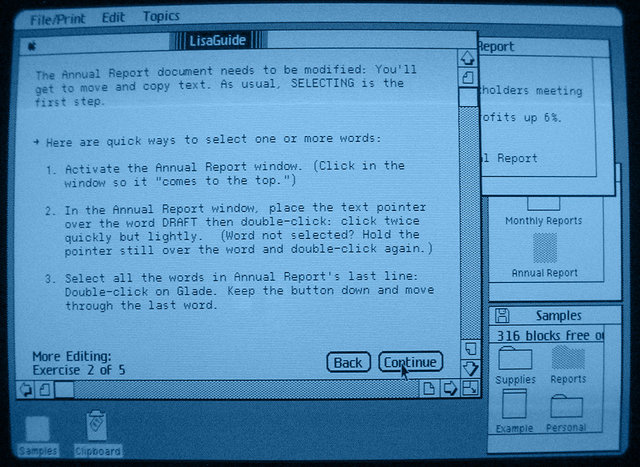 File/Print Edit Topics
LisaGuide
The Annual Report document needs to be modified: You'll
get to move and copy text. As usual, SELECTING is the
first step.
→ Here are quick ways to select one or more words:
1. Activate the Annual Report window. (Click in the
window so it "comes to the top.")
2. In the Annual Report window, place the text pointer
over the word DRAFT then double-click: click twice
quickly but lightly. (Word not selected? Hold the
pointer still over the word and double-click again.)
3. Select all the words in Annual Report's last line:
Double-click on Glade. Keep the button down and move
through the last word.
More Editing:
Exercise 2 of 5
Back Continue
Report
holders meeting
rofits up 6%.
l Report
Monthly Reports
Annual Report
Samples
316 blocks free o
Supplies Reports
Example Personal
Samples Clipboard